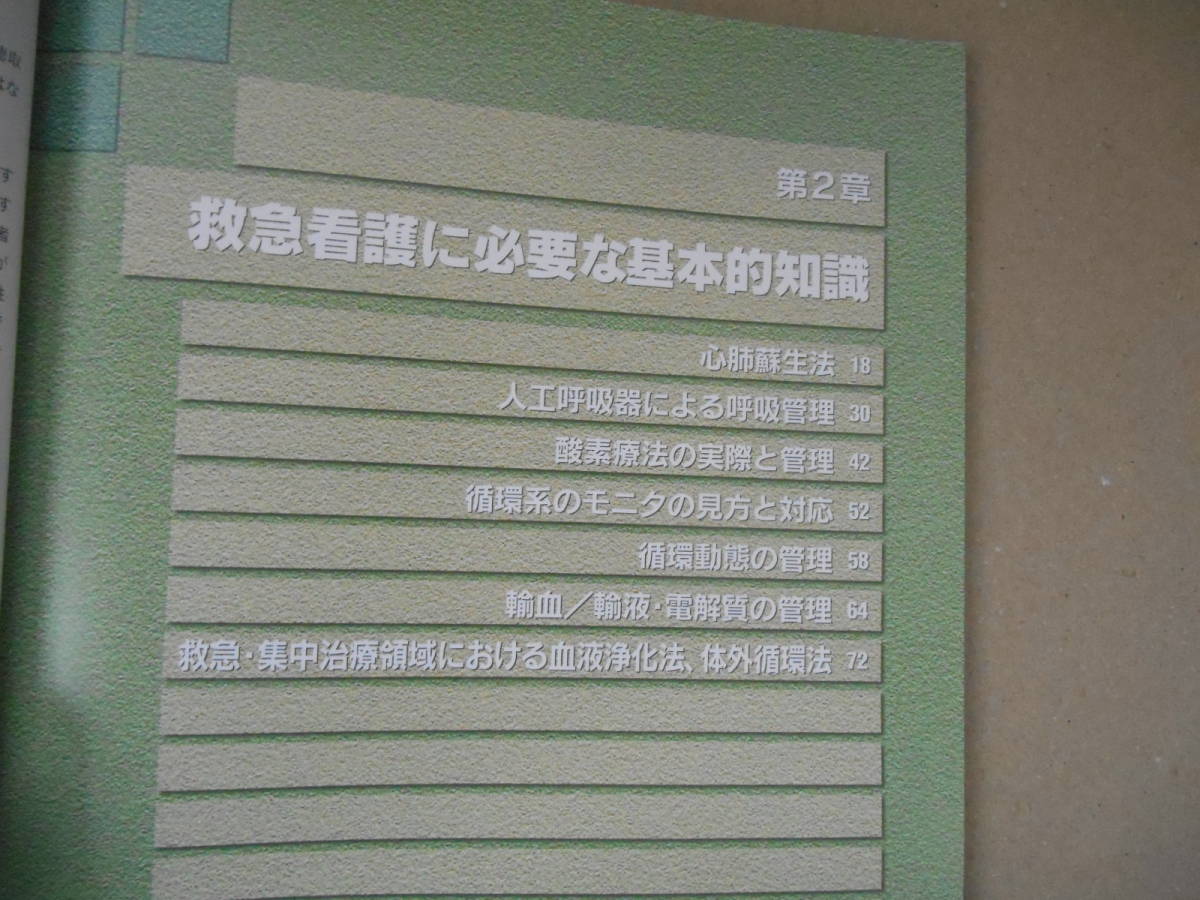 第2章
救急看護に必要な基本的知識
心肺蘇生法 18
人工呼吸器による呼吸管理 30
酸素療法の実際と管理 42
循環系のモニタの見方と対応 52
循環動態の管理 58
輸血／輸液・電解質の管理 64
救急・集中治療領域における血液浄化法、体外循環法 72